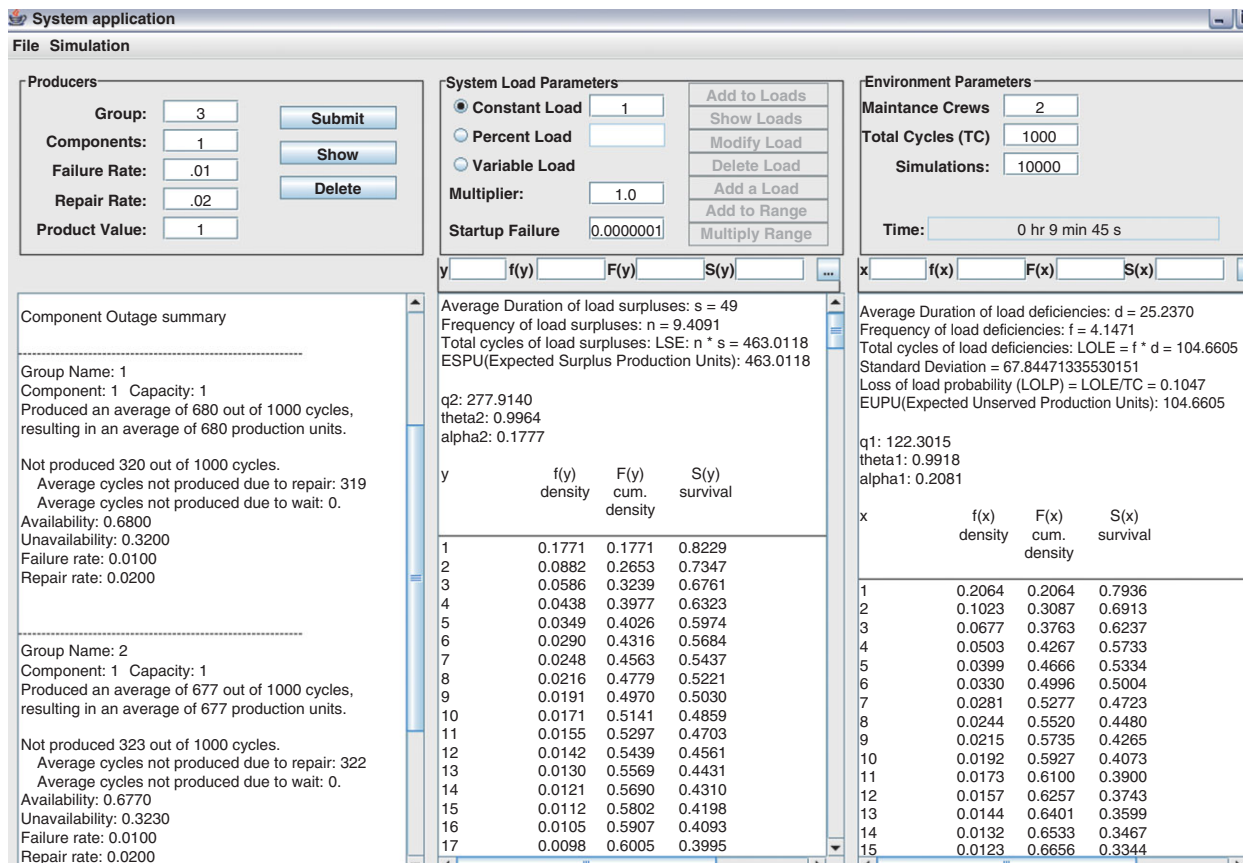 System application
File Simulation
Producers
Group: 3
Components: 1
Failure Rate: .01
Repair Rate: .02
Product Value: 1
Submit
Show
Delete
System Load Parameters
Constant Load 1
Percent Load
Variable Load
Multiplier: 1.0
Startup Failure 0.0000001
Add to Loads
Show Loads
Modify Load
Delete Load
Add a Load
Add to Range
Multiply Range
Environment Parameters
Maintance Crews 2
Total Cycles (TC) 1000
Simulations: 10000
Time: 0 hr 9 min 45 s
y f(y) F(y) S(y) ...
x f(x) F(x) S(x)
Component Outage summary
Group Name: 1
Component: 1 Capacity: 1
Produced an average of 680 out of 1000 cycles,
resulting in an average of 680 production units.
Not produced 320 out of 1000 cycles.
Average cycles not produced due to repair: 319
Average cycles not produced due to wait: 0.
Availability: 0.6800
Unavailability: 0.3200
Failure rate: 0.0100
Repair rate: 0.0200
Group Name: 2
Component: 1 Capacity: 1
Produced an average of 677 out of 1000 cycles,
resulting in an average of 677 production units.
Not produced 323 out of 1000 cycles.
Average cycles not produced due to repair: 322
Average cycles not produced due to wait: 0.
Availability: 0.6770
Unavailability: 0.3230
Failure rate: 0.0100
Repair rate: 0.0200
Average Duration of load surpluses: s = 49
Frequency of load surpluses: n = 9.4091
Total cycles of load surpluses: LSE: n * s = 463.0118
ESPU(Expected Surplus Production Units): 463.0118
q2: 277.9140
theta2: 0.9964
alpha2: 0.1777
y f(y) F(y) S(y)
density cum. survival
density
1 0.1771 0.1771 0.8229
2 0.0882 0.2653 0.7347
3 0.0586 0.3239 0.6761
4 0.0438 0.3977 0.6323
5 0.0349 0.4026 0.5974
6 0.0290 0.4316 0.5684
7 0.0248 0.4563 0.5437
8 0.0216 0.4779 0.5221
9 0.0191 0.4970 0.5030
10 0.0171 0.5141 0.4859
11 0.0155 0.5297 0.4703
12 0.0142 0.5439 0.4561
13 0.0130 0.5569 0.4431
14 0.0121 0.5690 0.4310
15 0.0112 0.5802 0.4198
16 0.0105 0.5907 0.4093
17 0.0098 0.6005 0.3995
Average Duration of load deficiencies: d = 25.2370
Frequency of load deficiencies: f = 4.1471
Total cycles of load deficiencies: LOLE = f * d = 104.6605
Standard Deviation = 67.84471335530151
Loss of load probability (LOLP) = LOLE/TC = 0.1047
EUPU(Expected Unserved Production Units): 104.6605
q1: 122.3015
theta1: 0.9918
alpha1: 0.2081
x f(x) F(x) S(x)
density cum. survival
density
1 0.2064 0.2064 0.7936
2 0.1023 0.3087 0.6913
3 0.0677 0.3763 0.6237
4 0.0503 0.4267 0.5733
5 0.0399 0.4666 0.5334
6 0.0330 0.4996 0.5004
7 0.0281 0.5277 0.4723
8 0.0244 0.5520 0.4480
9 0.0215 0.5735 0.4265
10 0.0192 0.5927 0.4073
11 0.0173 0.6100 0.3900
12 0.0157 0.6257 0.3743
13 0.0144 0.6401 0.3599
14 0.0132 0.6533 0.3467
15 0.0123 0.6656 0.3344